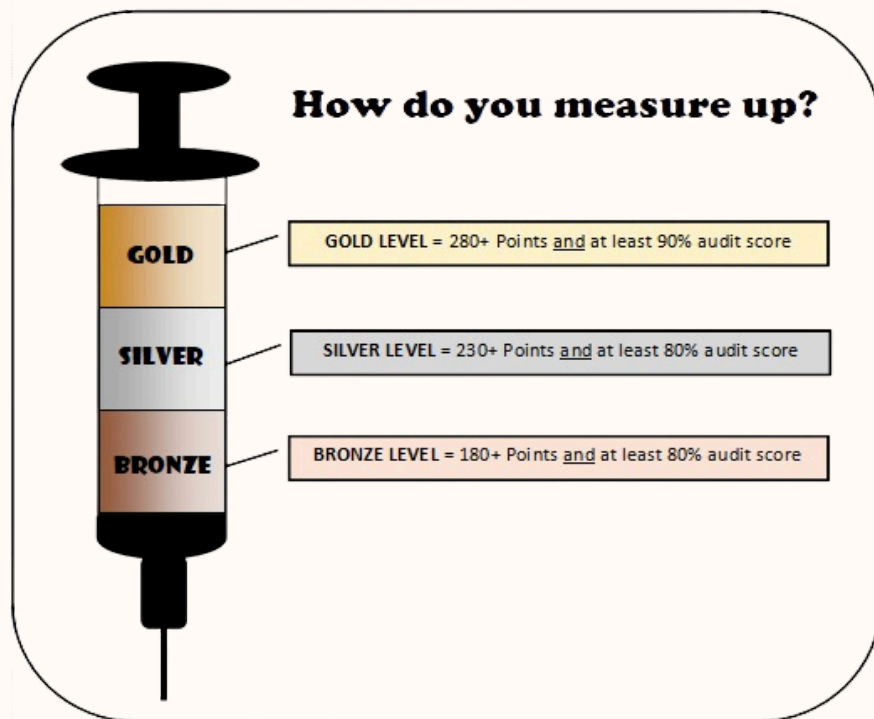 How do you measure up?
GOLD
GOLD LEVEL = 280+ Points and at least 90% audit score
SILVER
SILVER LEVEL = 230+ Points and at least 80% audit score
BRONZE
BRONZE LEVEL = 180+ Points and at least 80% audit score